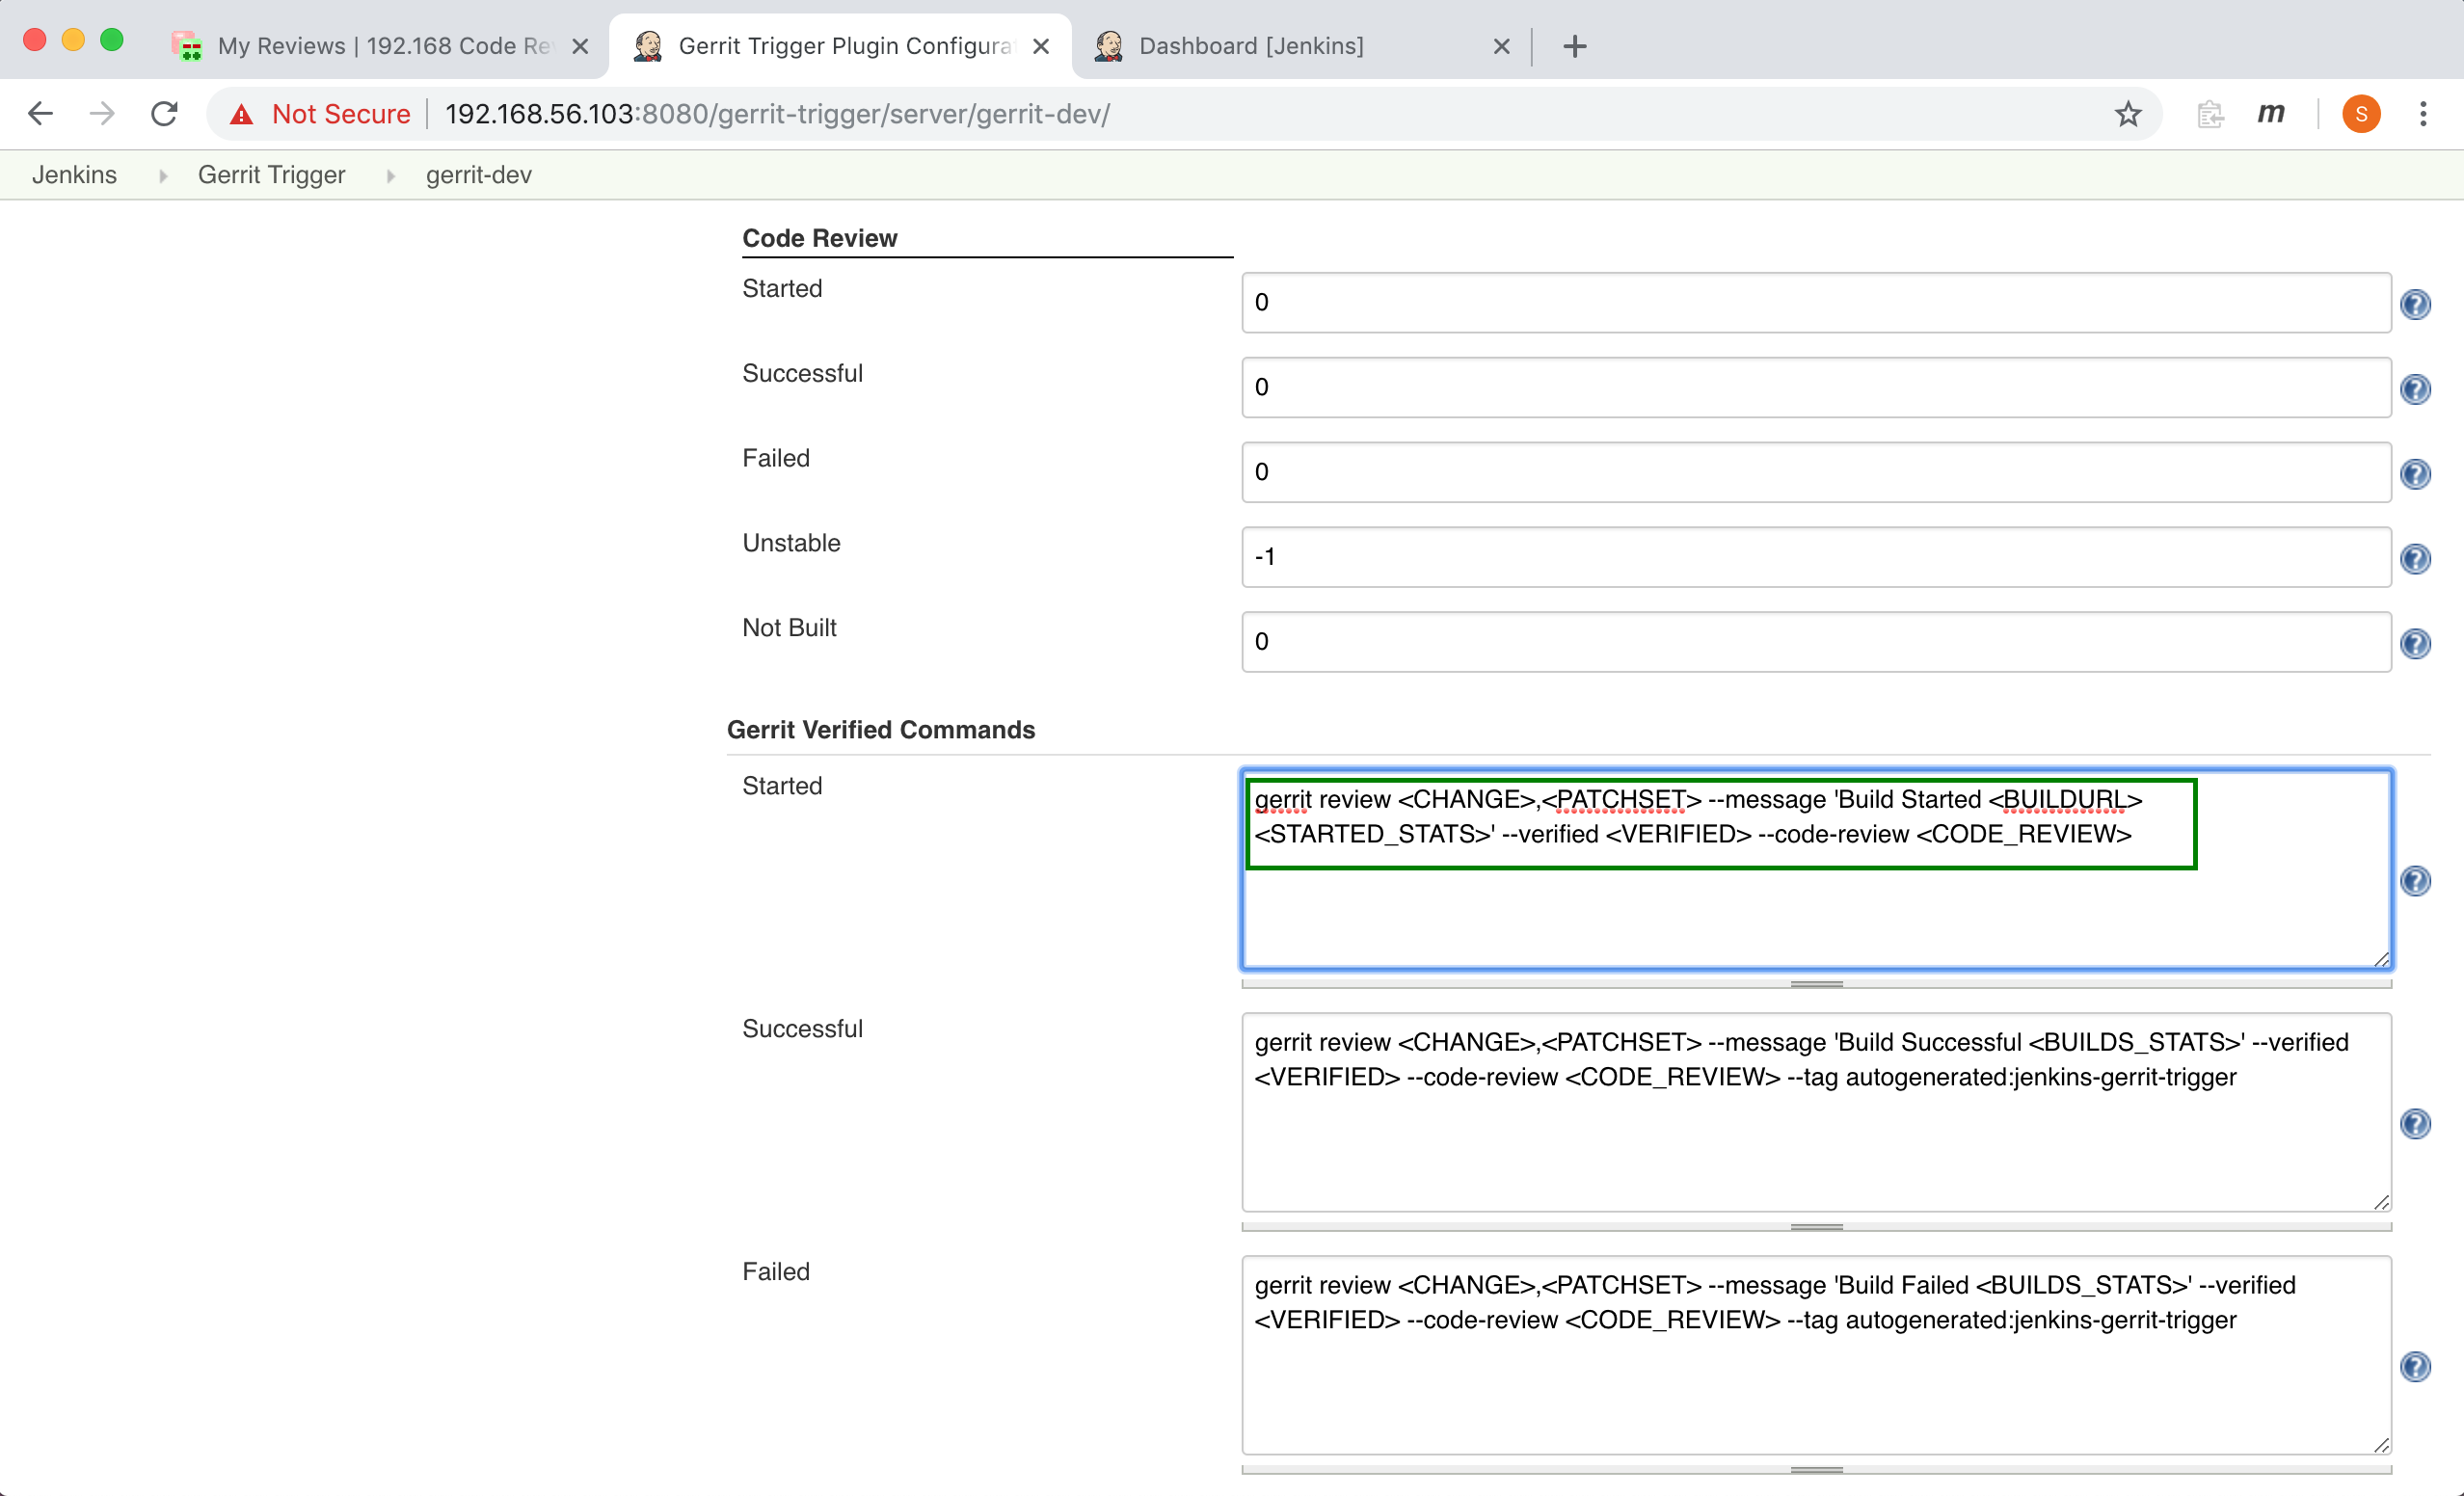 My Reviews | 192.168 Code Re
Gerrit Trigger Plugin Configura
Dashboard [Jenkins]
Not Secure
192.168.56.103:8080/gerrit-trigger/server/gerrit-dev/
m
S
Jenkins
Gerrit Trigger
gerrit-dev
Code Review
Started
0
Successful
0
Failed
0
Unstable
-1
Not Built
0
Gerrit Verified Commands
Started
gerrit review <CHANGE>,<PATCHSET> --message 'Build Started <BUILDURL>
<STARTED_STATS>' --verified <VERIFIED> --code-review <CODE_REVIEW>
Successful
gerrit review <CHANGE>,<PATCHSET> --message 'Build Successful <BUILDS_STATS>' --verified
<VERIFIED> --code-review <CODE_REVIEW> --tag autogenerated:jenkins-gerrit-trigger
Failed
gerrit review <CHANGE>,<PATCHSET> --message 'Build Failed <BUILDS_STATS>' --verified
<VERIFIED> --code-review <CODE_REVIEW> --tag autogenerated:jenkins-gerrit-trigger